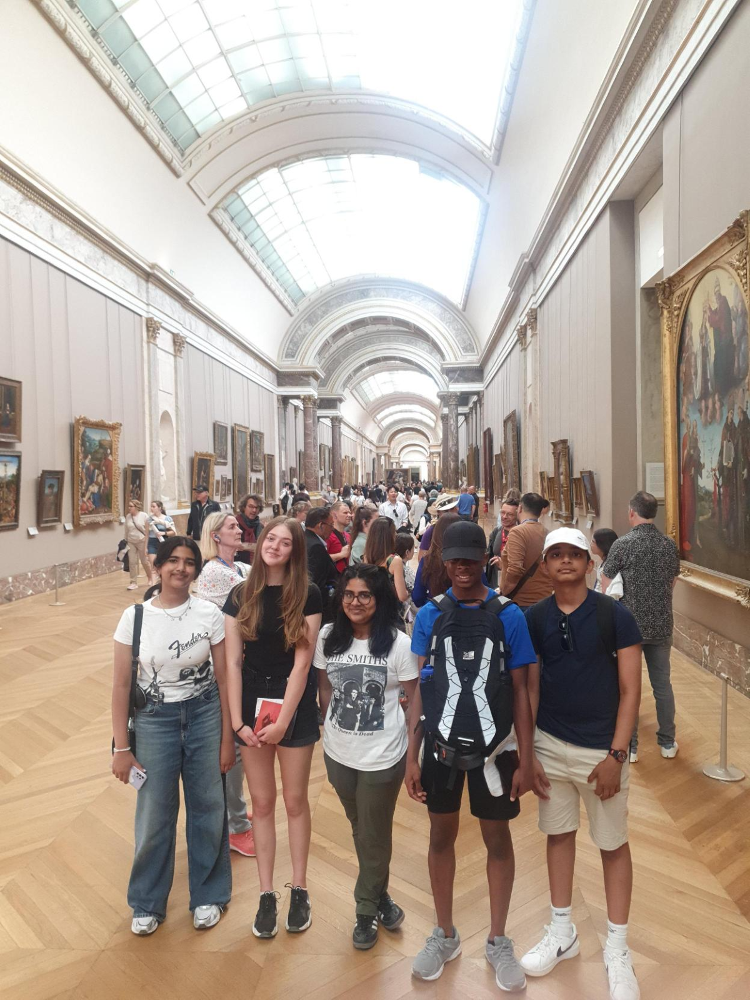 Fender
THE SMITHS
The Queen is Dead